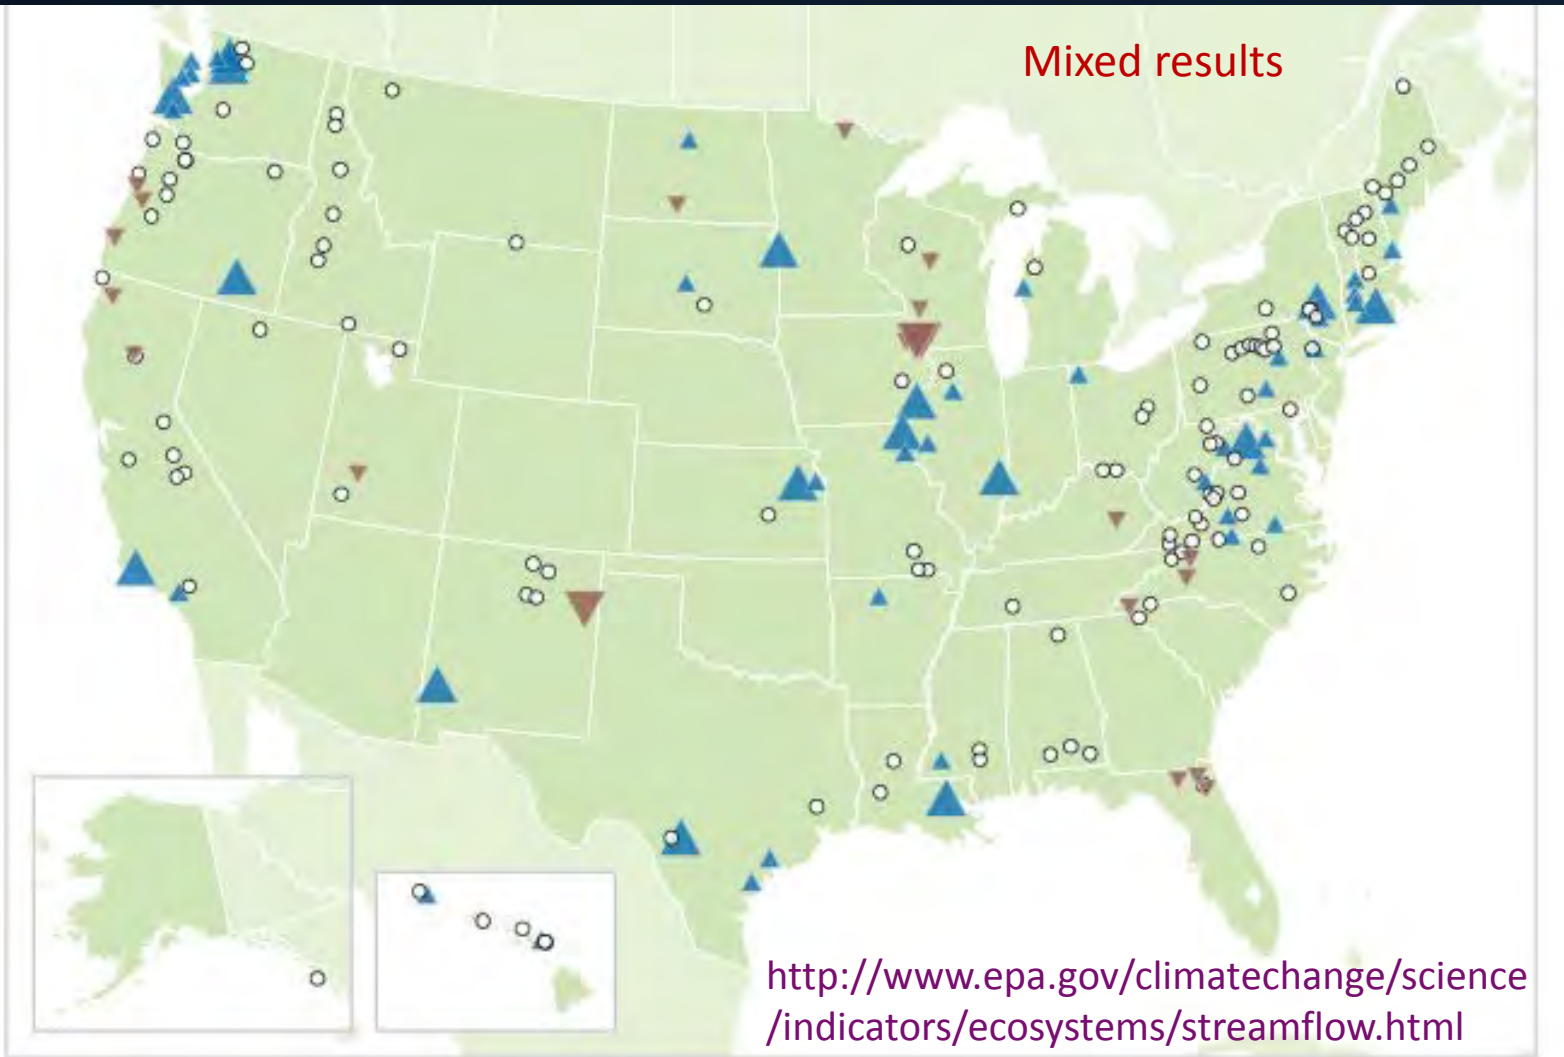 Mixed results
http://www.epa.gov/climatechange/science
/indicators/ecosystems/streamflow.html